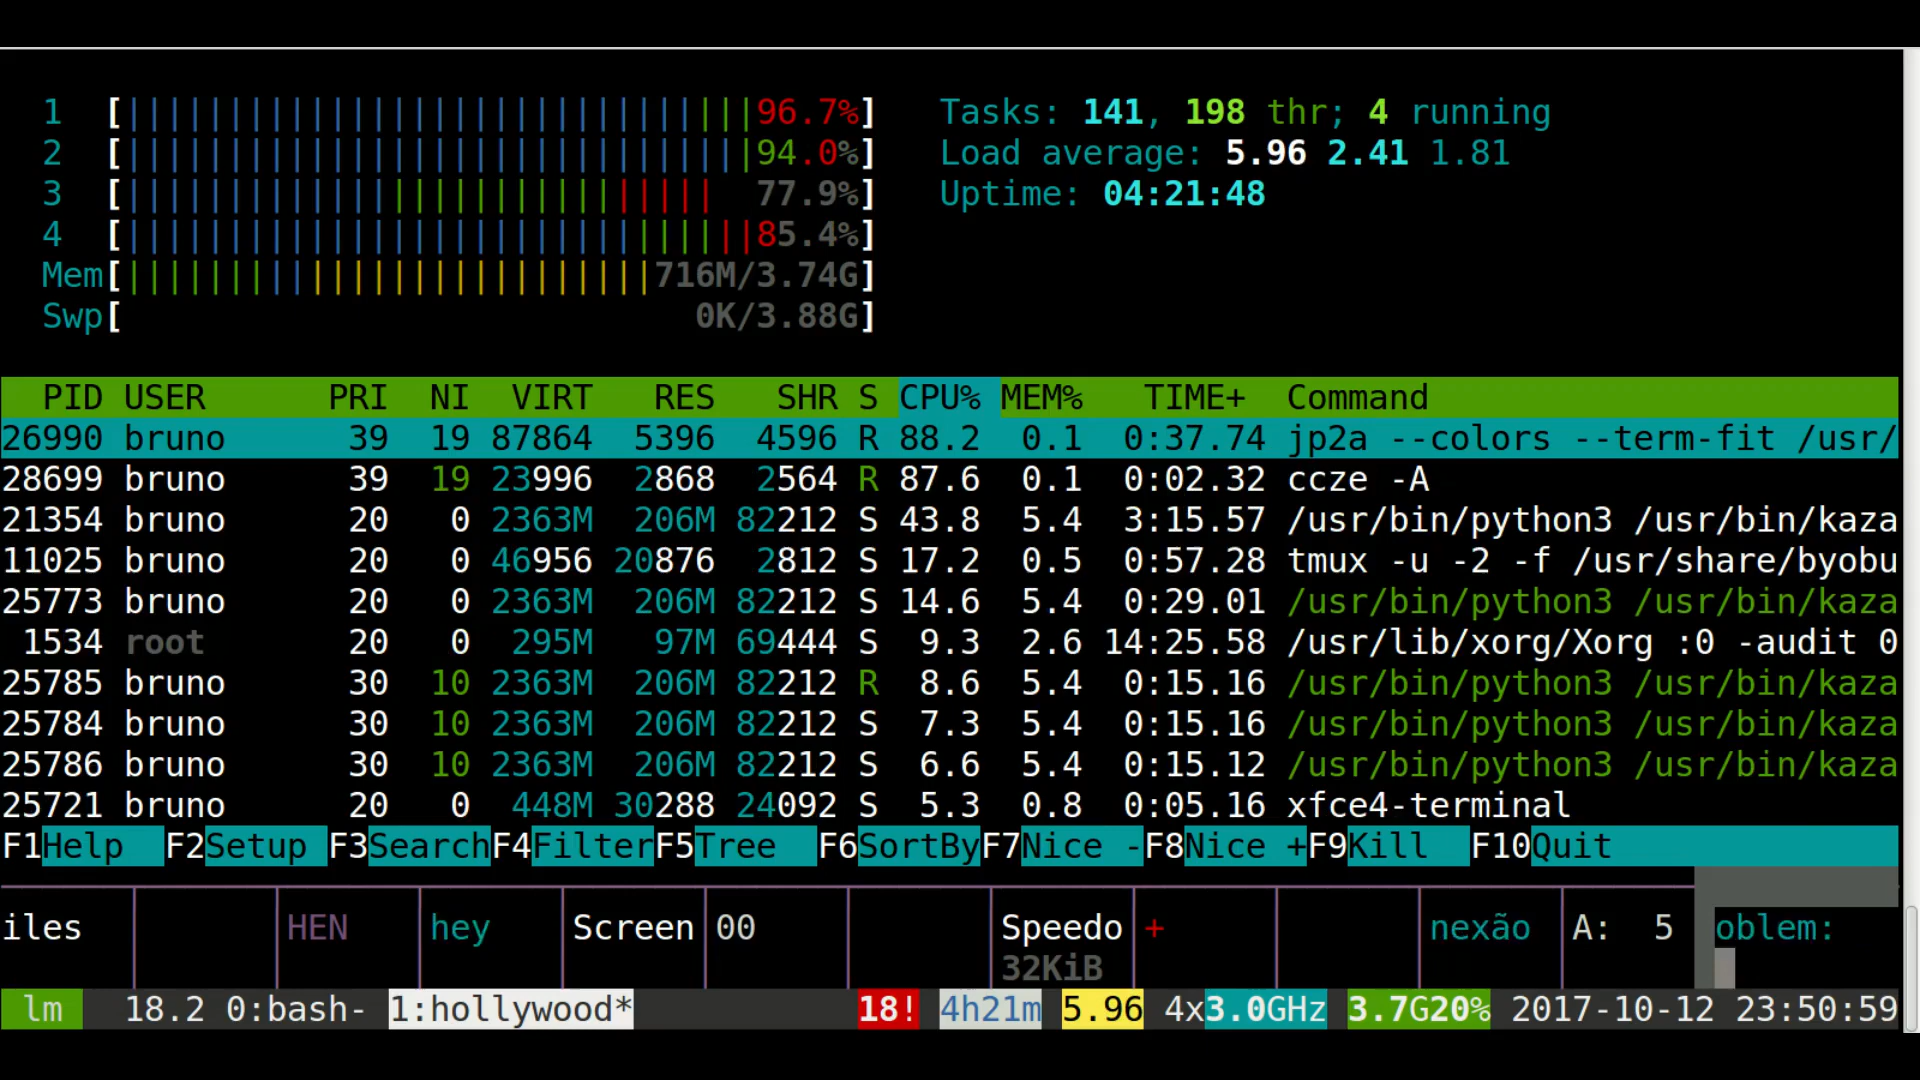 1 [||||||||||||||||||||||||||||||| 96.7%] Tasks: 141, 198 thr; 4 running
2 [||||||||||||||||||||||||||||||| 94.0%] Load average: 5.96 2.41 1.81
3 [||||||||||||||||||||||||||||| 77.9%] Uptime: 04:21:48
4 [||||||||||||||||||||||||||||||| 85.4%]
Mem[|||||||||||||||||||||||||| 716M/3.74G]
Swp[ 0K/3.88G]
PID USER PRI NI VIRT RES SHR S CPU% MEM% TIME+ Command
26990 bruno 39 19 87864 5396 4596 R 88.2 0.1 0:37.74 jp2a --colors --term-fit /usr/
28699 bruno 39 19 23996 2868 2564 R 87.6 0.1 0:02.32 ccze -A
21354 bruno 20 0 2363M 206M 82212 S 43.8 5.4 3:15.57 /usr/bin/python3 /usr/bin/kaza
11025 bruno 20 0 46956 20876 2812 S 17.2 0.5 0:57.28 tmux -u -2 -f /usr/share/byobu
25773 bruno 20 0 2363M 206M 82212 S 14.6 5.4 0:29.01 /usr/bin/python3 /usr/bin/kaza
1534 root 20 0 295M 97M 69444 S 9.3 2.6 14:25.58 /usr/lib/xorg/Xorg :0 -audit 0
25785 bruno 30 10 2363M 206M 82212 R 8.6 5.4 0:15.16 /usr/bin/python3 /usr/bin/kaza
25784 bruno 30 10 2363M 206M 82212 S 7.3 5.4 0:15.16 /usr/bin/python3 /usr/bin/kaza
25786 bruno 30 10 2363M 206M 82212 S 6.6 5.4 0:15.12 /usr/bin/python3 /usr/bin/kaza
25721 bruno 20 0 448M 30288 24092 S 5.3 0.8 0:05.16 xfce4-terminal
F1Help F2Setup F3SearchF4FilterF5Tree F6SortByF7Nice -F8Nice +F9Kill F10Quit
iles HEN hey Screen 00 Speedo + nexão A: 5 oblem:
32KiB
lm 18.2 0:bash- 1:hollywood* 18! 4h21m 5.96 4x3.0GHz 3.7G20% 2017-10-12 23:50:59